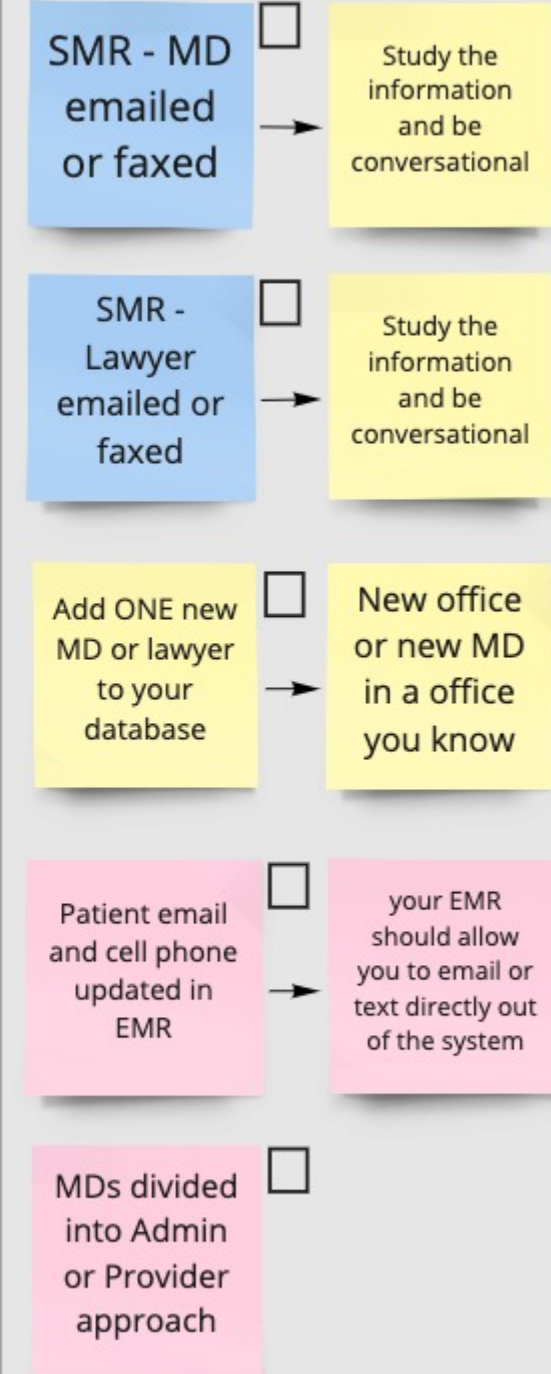 SMR - MD
emailed
or faxed
Study the
information
and be
conversational
SMR -
Lawyer
emailed or
faxed
Study the
information
and be
conversational
Add ONE new
MD or lawyer
to your
database
New office
or new MD
in a office
you know
Patient email
and cell phone
updated in
EMR
your EMR
should allow
you to email or
text directly out
of the system
MDs divided
into Admin
or Provider
approach